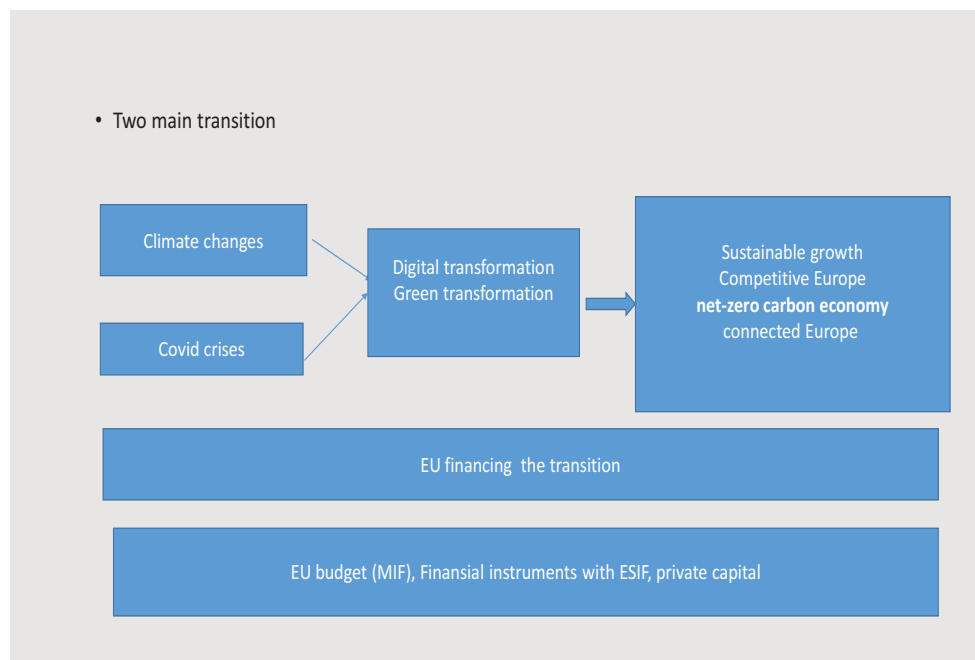 • Two main transition
Climate changes
Covid crises
Digital transformation
Green transformation
Sustainable growth
Competitive Europe
net-zero carbon economy
connected Europe
EU financing the transition
EU budget (MIF), Finansial instruments with ESIF, private capital